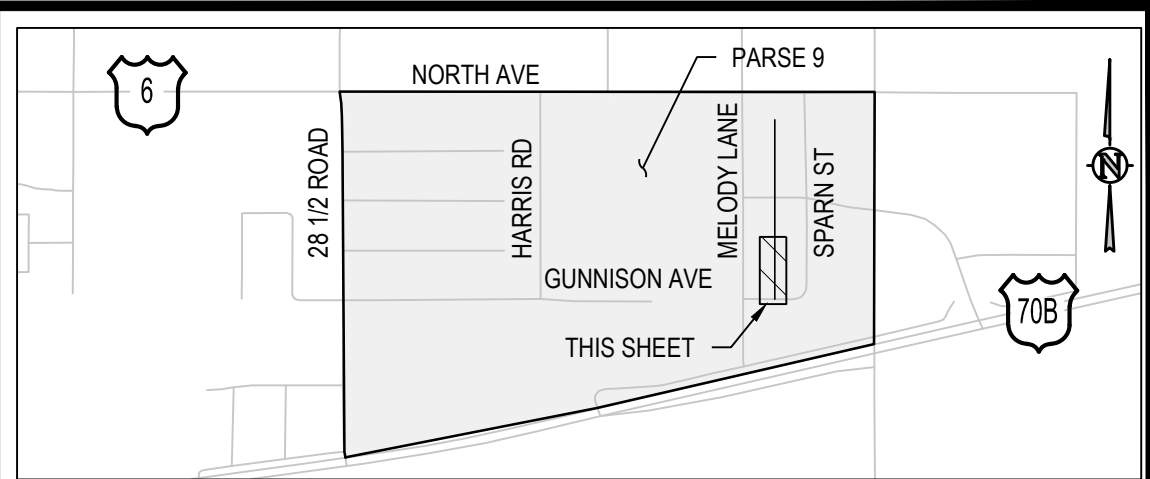 PARSE 9
NORTH AVE
6
28 1/2 ROAD
HARRIS RD
MELODY LANE
SPARN ST
N
GUNNISON AVE
70B
THIS SHEET